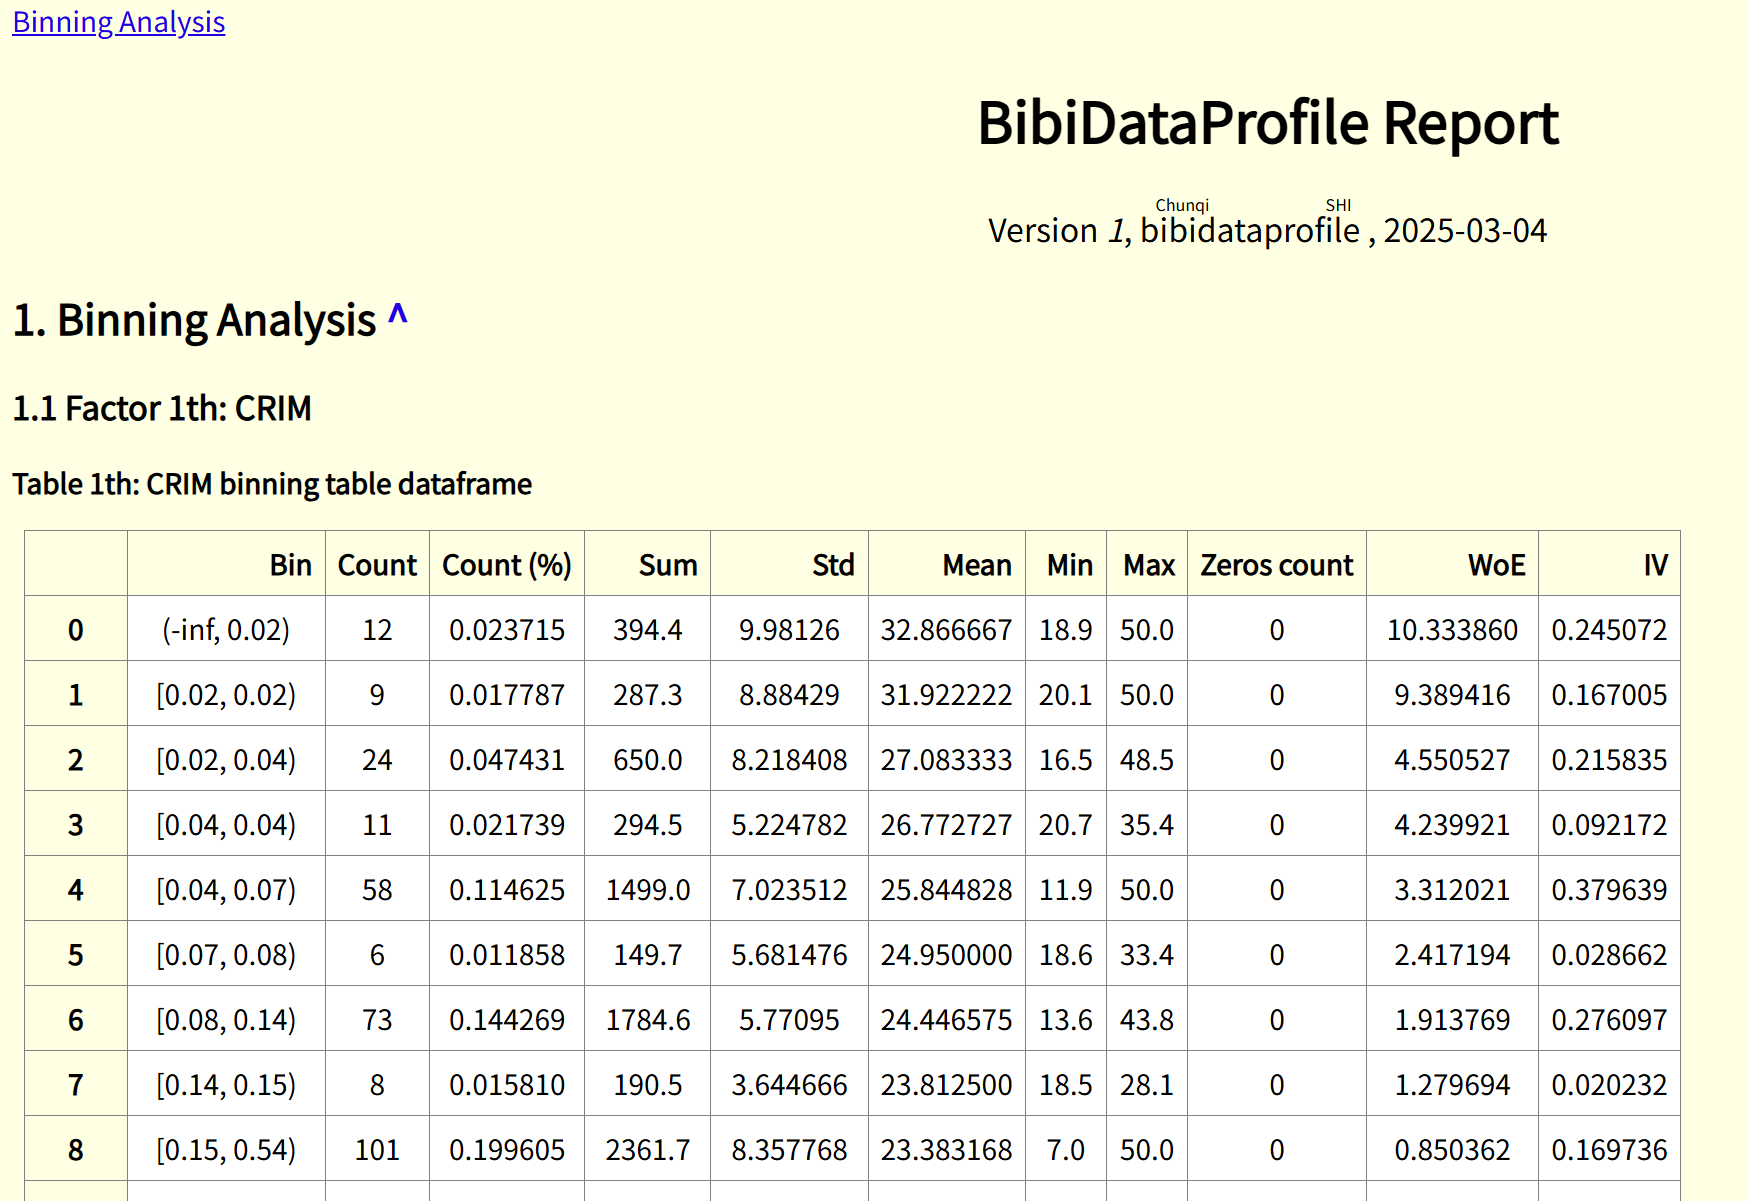 Binning Analysis
BibiDataProfile Report
Chunqi SHI
Version 1, bibidataprofile , 2025-03-04
1. Binning Analysis ^
1.1 Factor 1th: CRIM
Table 1th: CRIM binning table dataframe
Bin Count Count (%) Sum Std Mean Min Max Zeros count WoE IV
0 (-inf, 0.02) 12 0.023715 394.4 9.98126 32.866667 18.9 50.0 0 10.333860 0.245072
1 [0.02, 0.02) 9 0.017787 287.3 8.88429 31.922222 20.1 50.0 0 9.389416 0.167005
2 [0.02, 0.04) 24 0.047431 650.0 8.218408 27.083333 16.5 48.5 0 4.550527 0.215835
3 [0.04, 0.04) 11 0.021739 294.5 5.224782 26.772727 20.7 35.4 0 4.239921 0.092172
4 [0.04, 0.07) 58 0.114625 1499.0 7.023512 25.844828 11.9 50.0 0 3.312021 0.379639
5 [0.07, 0.08) 6 0.011858 149.7 5.681476 24.950000 18.6 33.4 0 2.417194 0.028662
6 [0.08, 0.14) 73 0.144269 1784.6 5.77095 24.446575 13.6 43.8 0 1.913769 0.276097
7 [0.14, 0.15) 8 0.015810 190.5 3.644666 23.812500 18.5 28.1 0 1.279694 0.020232
8 [0.15, 0.54) 101 0.199605 2361.7 8.357768 23.383168 7.0 50.0 0 0.850362 0.169736